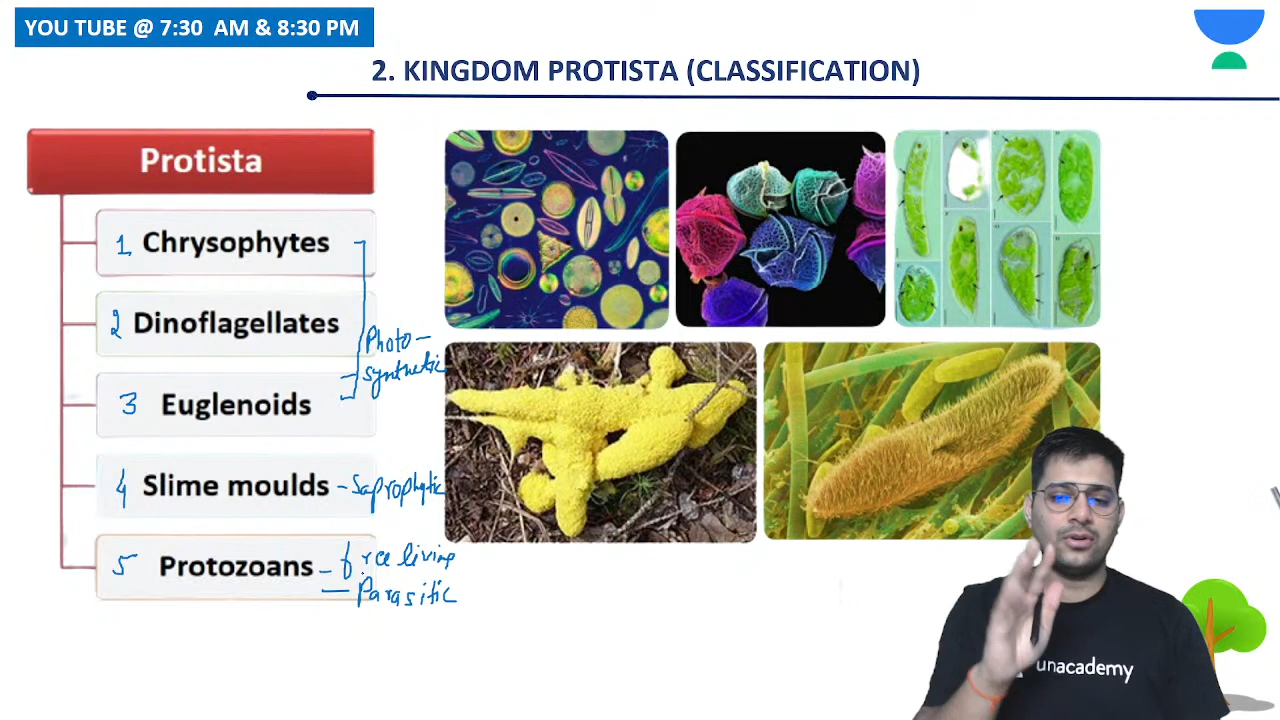 YOU TUBE @ 7:30 AM & 8:30 PM
2. KINGDOM PROTISTA (CLASSIFICATION)
Protista
1 Chrysophytes
2 Dinoflagellates
Photo-
synthetic
3 Euglenoids
4 Slime moulds - Saprophytic
5 Protozoans - free living
- Parasitic
unacademy